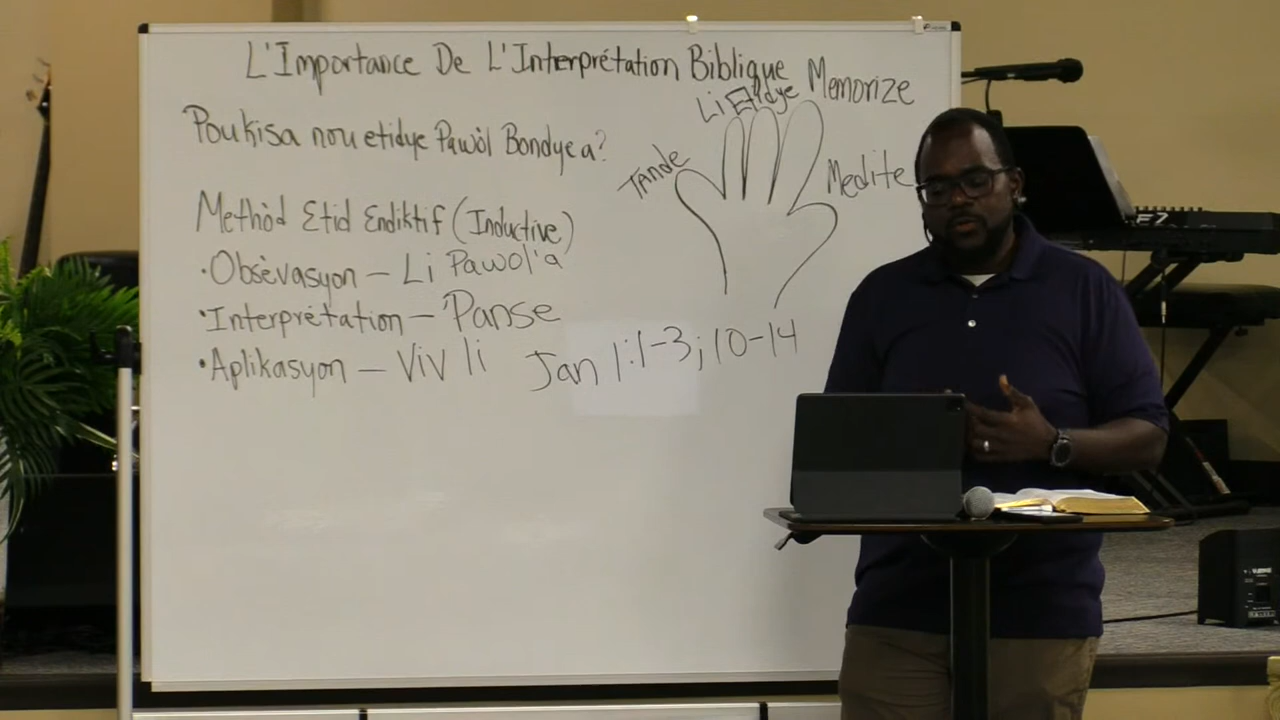 L'Importance De L'Interprétation Biblique
Poukisa nou etidye Pawòl Bondye a?
Tande
Li
Etidye
Memorize
Medite
Methòd Etid Endiktif (Inductive)
•Obsèvasyon – Li Pawòl'a
•Interprétation – Panse
•Aplikasyon – Viv li
Jan 1:1-3; 10-14